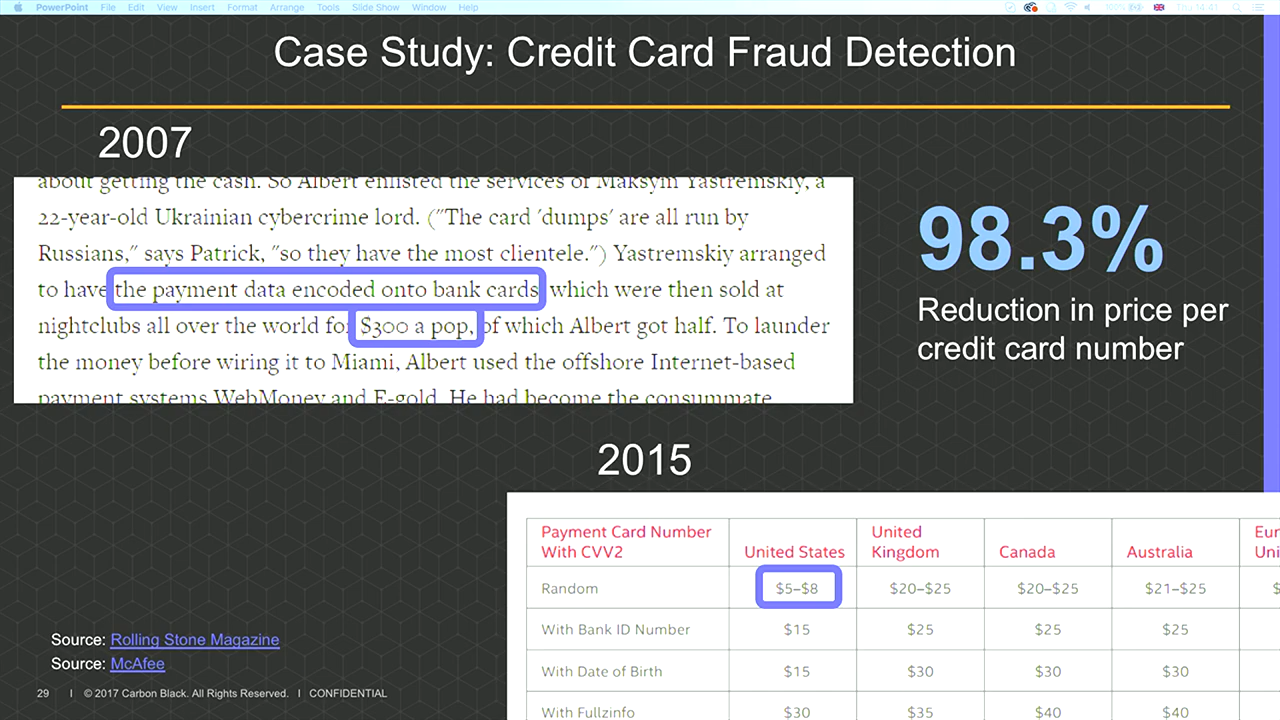 PowerPoint File Edit View Insert Format Arrange Tools Slide Show Window Help
100% Thu 14:41
Case Study: Credit Card Fraud Detection
2007
about getting the cash. So Albert enlisted the services of Maksym Yastremskiy, a
22-year-old Ukrainian cybercrime lord. ("The card 'dumps' are all run by
Russians," says Patrick, "so they have the most clientele.") Yastremskiy arranged
to have the payment data encoded onto bank cards, which were then sold at
nightclubs all over the world for $300 a pop, of which Albert got half. To launder
the money before wiring it to Miami, Albert used the offshore Internet-based
payment systems WebMoney and E-gold. He had become the consummate
98.3%
Reduction in price per
credit card number
2015
Payment Card Number
With CVV2 United States United
Kingdom Canada Australia
Random $5–$8 $20–$25 $20–$25 $21–$25
With Bank ID Number $15 $25 $25 $25
With Date of Birth $15 $30 $30 $30
With Fullzinfo $30 $35 $40 $40
Source: Rolling Stone Magazine
Source: McAfee
29 | © 2017 Carbon Black. All Rights Reserved. | CONFIDENTIAL